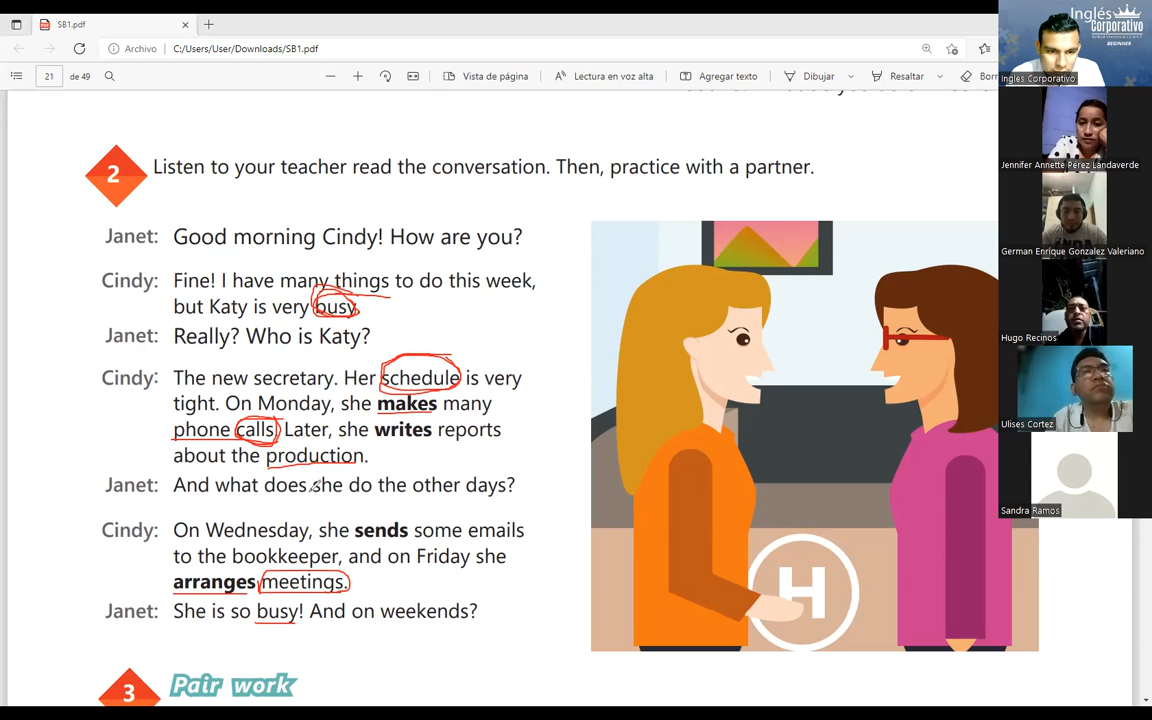 SB1.pdf
Archivo
C:/Users/User/Downloads/SB1.pdf
21
de 49
Vista de página
Lectura en voz alta
Agregar texto
Dibujar
Resaltar
Borr
2
Listen to your teacher read the conversation. Then, practice with a partner.
Janet: Good morning Cindy! How are you?
Cindy: Fine! I have many things to do this week,
but Katy is very busy.
Janet: Really? Who is Katy?
Cindy: The new secretary. Her schedule is very
tight. On Monday, she makes many
phone calls. Later, she writes reports
about the production.
Janet: And what does she do the other days?
Cindy: On Wednesday, she sends some emails
to the bookkeeper, and on Friday she
arranges meetings.
Janet: She is so busy! And on weekends?
H
3
Pair work
Inglés
Corporativo
BEGINNER
Inglés Corporativo
Jennifer Annette Pérez Landaverde
German Enrique Gonzalez Valeriano
Hugo Recinos
Ulises Cortez
Sandra Ramos